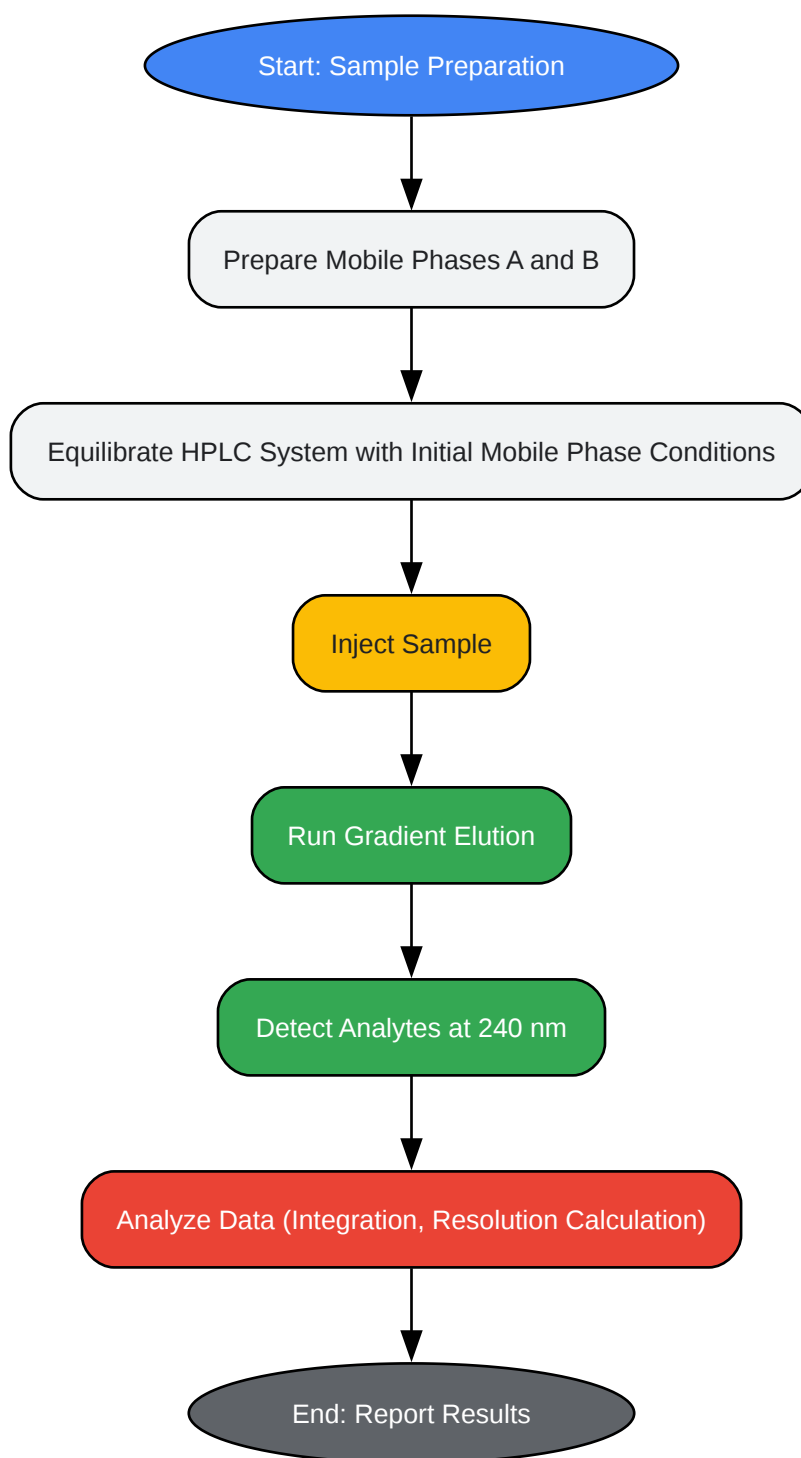 Start: Sample Preparation
Prepare Mobile Phases A and B
Equilibrate HPLC System with Initial Mobile Phase Conditions
Inject Sample
Run Gradient Elution
Detect Analytes at 240 nm
Analyze Data (Integration, Resolution Calculation)
End: Report Results